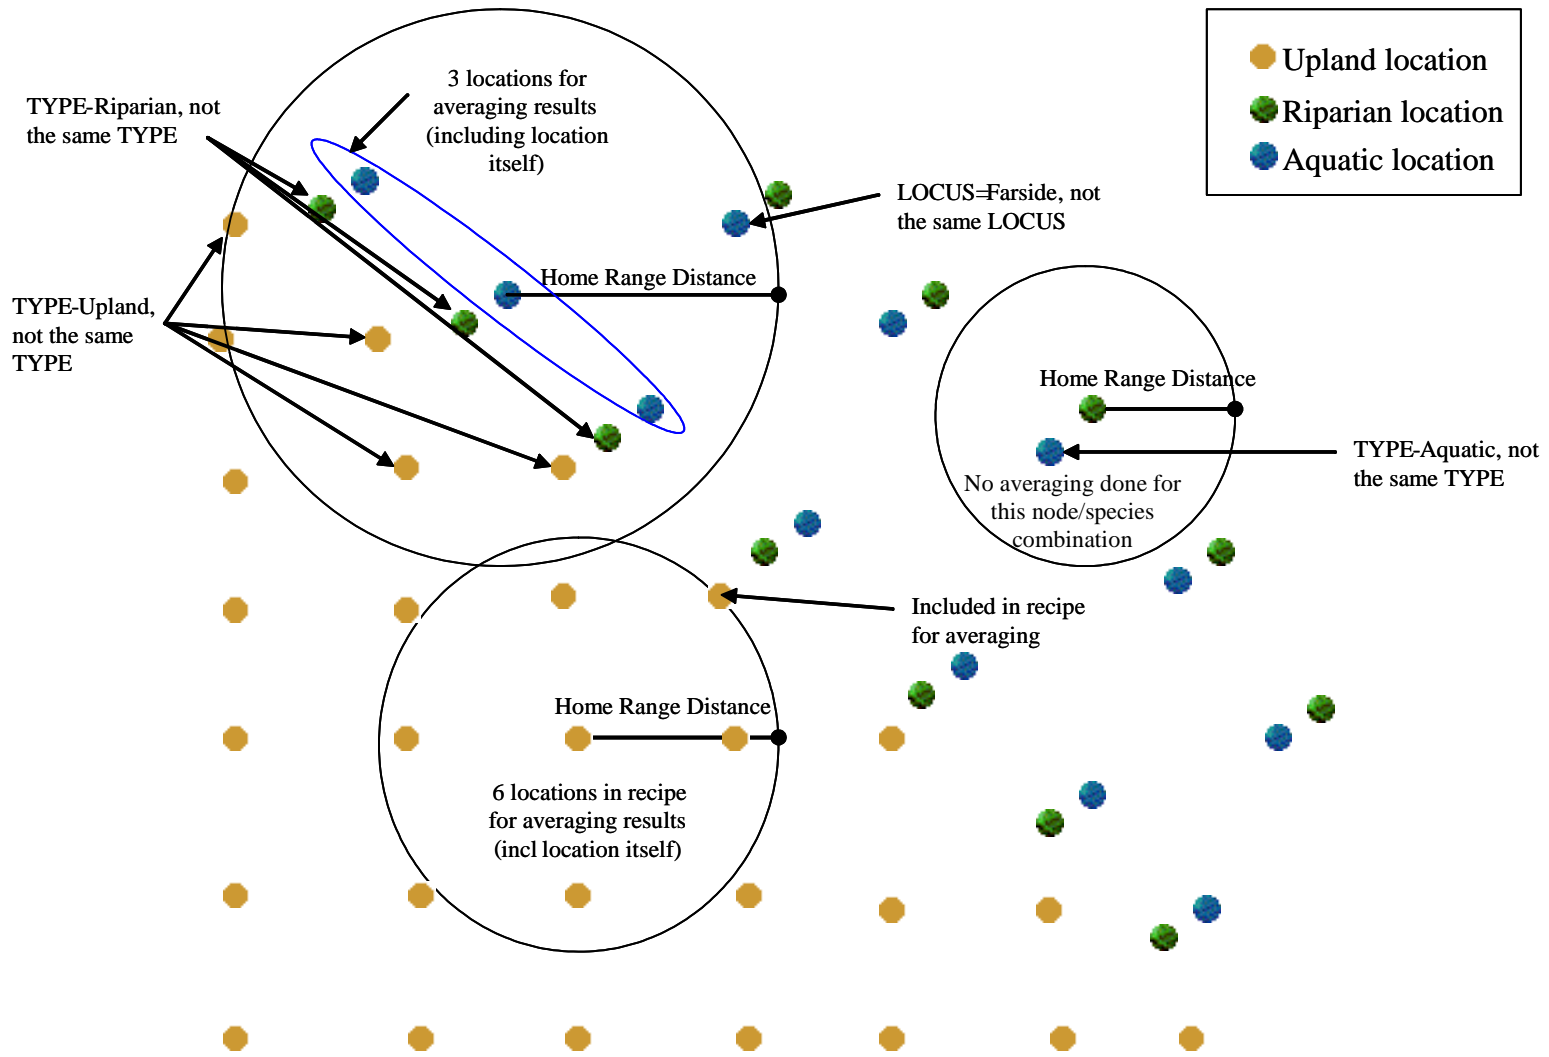 3 locations for
averaging results
(including location
itself)
TYPE-Riparian, not
the same TYPE
Upland location
Riparian location
Aquatic location
LOCUS=Farside, not
the same LOCUS
Home Range Distance
TYPE-Upland,
not the same
TYPE
Home Range Distance
TYPE-Aquatic, not
the same TYPE
No averaging done for
this node/species
combination
Included in recipe
for averaging
Home Range Distance
6 locations in recipe
for averaging results
(incl location itself)